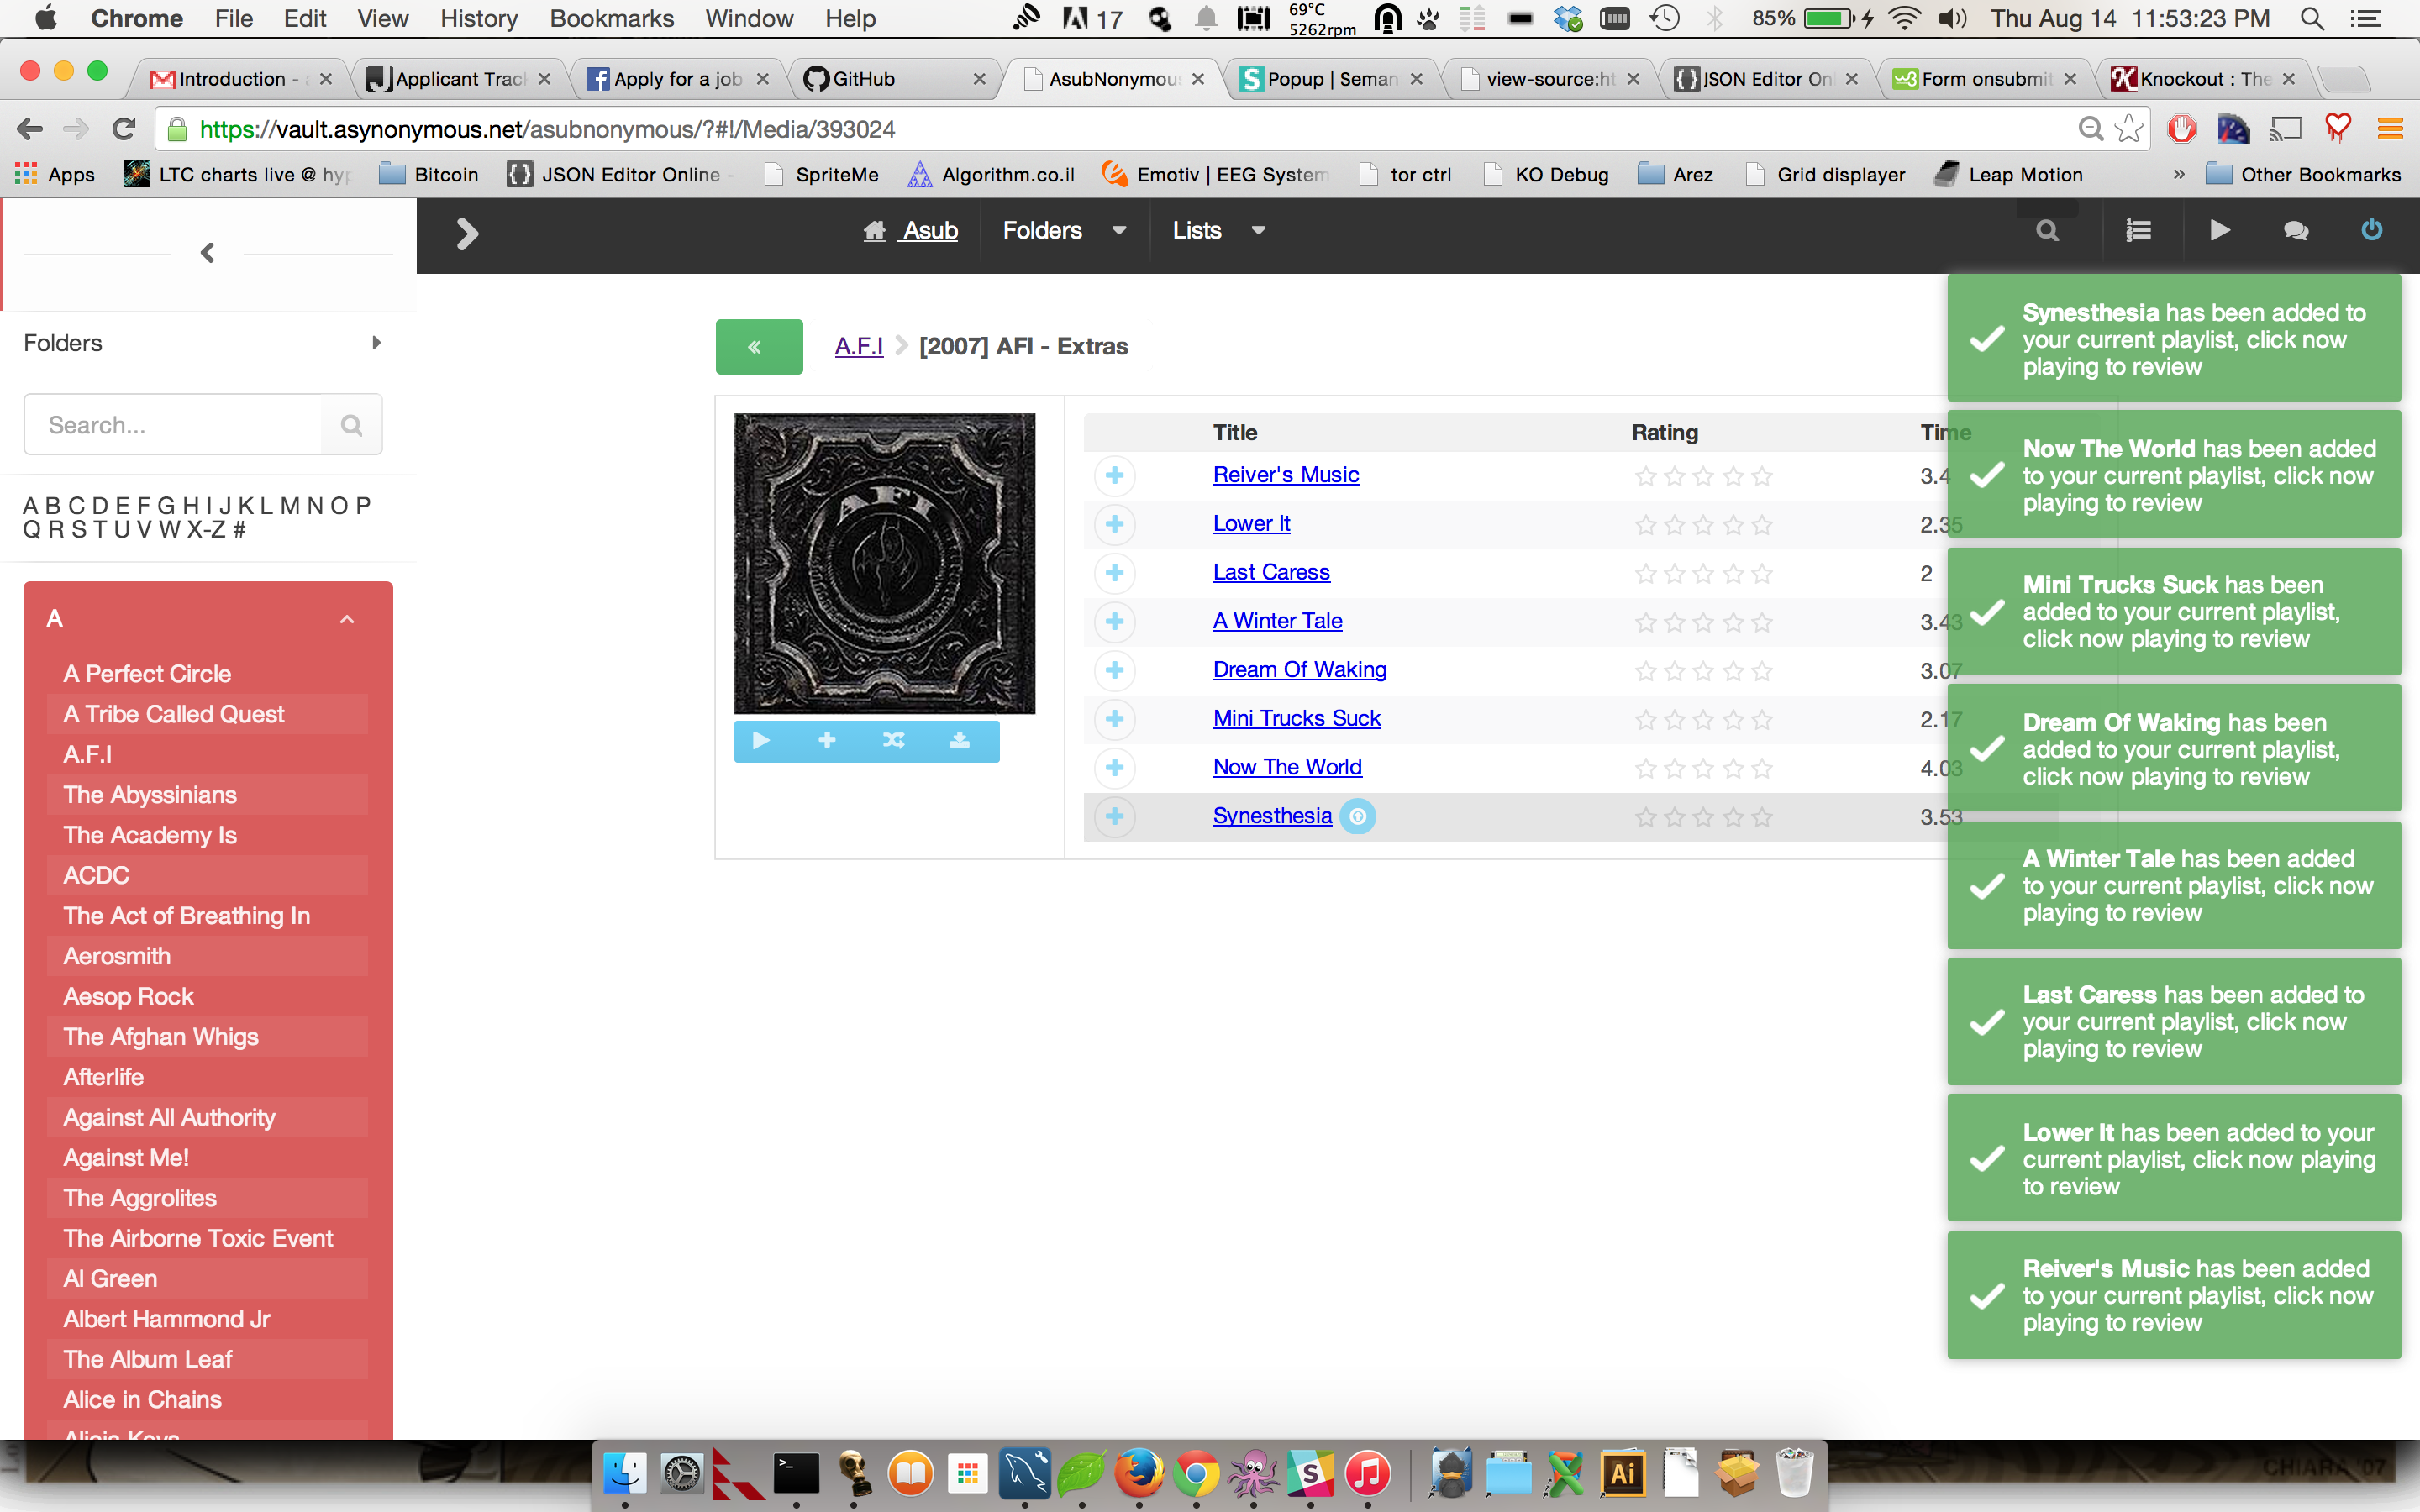 Chrome File Edit View History Bookmarks Window Help 17 69°C 5262rpm 85% Thu Aug 14 11:53:23 PM
Introduction - Applicant Track Apply for a job GitHub AsubNonymous Popup | Seman view-source:ht JSON Editor Onl Form onsubmit Knockout : The
https://vault.asynonymous.net/asubnonymous/?#!/Media/393024
Apps LTC charts live @ hyp Bitcoin JSON Editor Online - SpriteMe Algorithm.co.il Emotiv | EEG System tor ctrl KO Debug Arez Grid displayer Leap Motion » Other Bookmarks
Asub Folders Lists
Folders
Search...
A B C D E F G H I J K L M N O P
Q R S T U V W X-Z #
A
A Perfect Circle
A Tribe Called Quest
A.F.I
The Abyssinians
The Academy Is
ACDC
The Act of Breathing In
Aerosmith
Aesop Rock
The Afghan Whigs
Afterlife
Against All Authority
Against Me!
The Aggrolites
The Airborne Toxic Event
Al Green
Albert Hammond Jr
The Album Leaf
Alice in Chains
Alicia Keys
A.F.I [2007] AFI - Extras
AFI
Title Rating Time
Reiver's Music 3.4
Lower It 2.35
Last Caress 2
A Winter Tale 3.43
Dream Of Waking 3.07
Mini Trucks Suck 2.17
Now The World 4.03
Synesthesia 3.53
Synesthesia has been added to
your current playlist, click now
playing to review
Now The World has been added
to your current playlist, click now
playing to review
Mini Trucks Suck has been
added to your current playlist,
click now playing to review
Dream Of Waking has been
added to your current playlist,
click now playing to review
A Winter Tale has been added
to your current playlist, click now
playing to review
Last Caress has been added to
your current playlist, click now
playing to review
Lower It has been added to your
current playlist, click now playing
to review
Reiver's Music has been added
to your current playlist, click now
playing to review
Ai
CHIARA '07